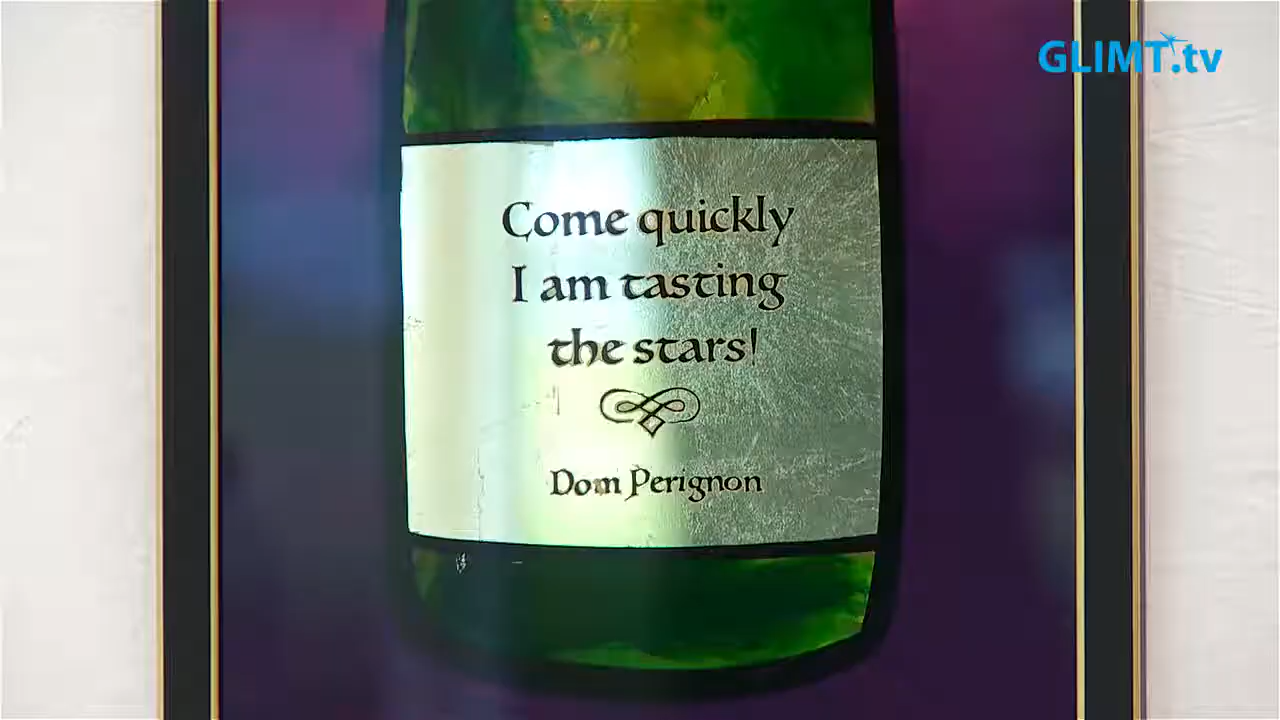 GLIMT.tv
Come quickly
I am tasting
the stars!
Dom Perignon